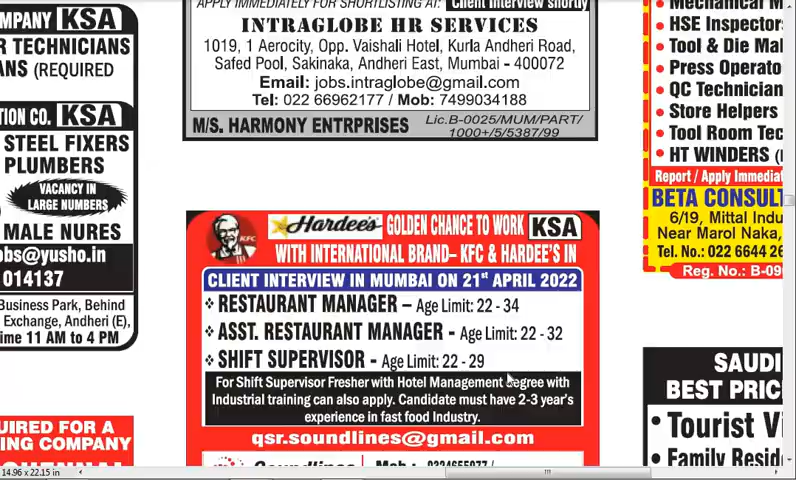 MPANY KSA
R TECHNICIANS
ANS (REQUIRED
TION CO. KSA
STEEL FIXERS
PLUMBERS
VACANCY IN
LARGE NUMBERS
MALE NURES
obs@yusho.in
014137
Business Park, Behind
Exchange, Andheri (E),
ime 11 AM to 4 PM
UIRED FOR A
ING COMPANY
14.96 x 22.15 in
APPLY IMMEDIATELY FOR SHORTLISTING AT: Client Interview shortly
INTRAGLOBE HR SERVICES
1019, 1 Aerocity, Opp. Vaishali Hotel, Kurla Andheri Road,
Safed Pool, Sakinaka, Andheri East, Mumbai - 400072
Email: jobs.intraglobe@gmail.com
Tel: 022 66962177 / Mob: 7499034188
M/S. HARMONY ENTRPRISES Lic.B-0025/MUM/PART/
1000+/5/5387/99
KFC Hardee's GOLDEN CHANCE TO WORK KSA
WITH INTERNATIONAL BRAND– KFC & HARDEE'S IN
CLIENT INTERVIEW IN MUMBAI ON 21st APRIL 2022
❖ RESTAURANT MANAGER – Age Limit: 22 - 34
❖ ASST. RESTAURANT MANAGER - Age Limit: 22 - 32
❖ SHIFT SUPERVISOR - Age Limit: 22 - 29
For Shift Supervisor Fresher with Hotel Management degree with
Industrial training can also apply. Candidate must have 2-3 year's
experience in fast food Industry.
qsr.soundlines@gmail.com
Soundlines Mob.: 9324655977/
• Mechanical M
• HSE Inspector
• Tool & Die Ma
• Press Operato
• QC Technician
• Store Helpers
• Tool Room Tec
• HT WINDERS (
Report / Apply Immediat
BETA CONSULT
6/19, Mittal Indu
Near Marol Naka,
Tel. No.: 022 6644 26
Reg. No.: B-09
SAUDI
BEST PRIC
• Tourist Vi
• Family Resid